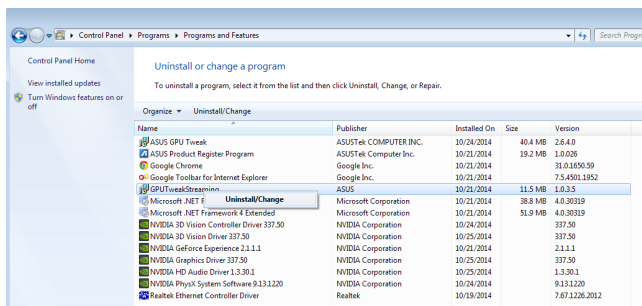 Control Panel ▸ Programs ▸ Programs and Features
Search Progr
Control Panel Home
View installed updates
Turn Windows features on or
off
Uninstall or change a program
To uninstall a program, select it from the list and then click Uninstall, Change, or Repair.
Organize Uninstall/Change
Name Publisher Installed On Size Version
ASUS GPU Tweak ASUSTek COMPUTER INC. 10/24/2014 40.4 MB 2.6.4.0
ASUS Product Register Program ASUSTek Computer Inc. 10/21/2014 19.2 MB 1.0.026
Google Chrome Google Inc. 10/21/2014 31.0.1650.59
Google Toolbar for Internet Explorer Google Inc. 10/21/2014 7.5.4501.1952
GPUTweakStreaming ASUS 10/21/2014 11.5 MB 1.0.3.5
Uninstall/Change
Microsoft .NET F Microsoft Corporation 10/21/2014 38.8 MB 4.0.30319
Microsoft .NET Framework 4 Extended Microsoft Corporation 10/21/2014 51.9 MB 4.0.30319
NVIDIA 3D Vision Controller Driver 337.50 NVIDIA Corporation 10/24/2014 337.50
NVIDIA 3D Vision Driver 337.50 NVIDIA Corporation 10/25/2014 337.50
NVIDIA GeForce Experience 2.1.1.1 NVIDIA Corporation 10/21/2014 2.1.1.1
NVIDIA Graphics Driver 337.50 NVIDIA Corporation 10/25/2014 337.50
NVIDIA HD Audio Driver 1.3.30.1 NVIDIA Corporation 10/25/2014 1.3.30.1
NVIDIA PhysX System Software 9.13.1220 NVIDIA Corporation 10/24/2014 9.13.1220
Realtek Ethernet Controller Driver Realtek 10/19/2014 7.67.1226.2012